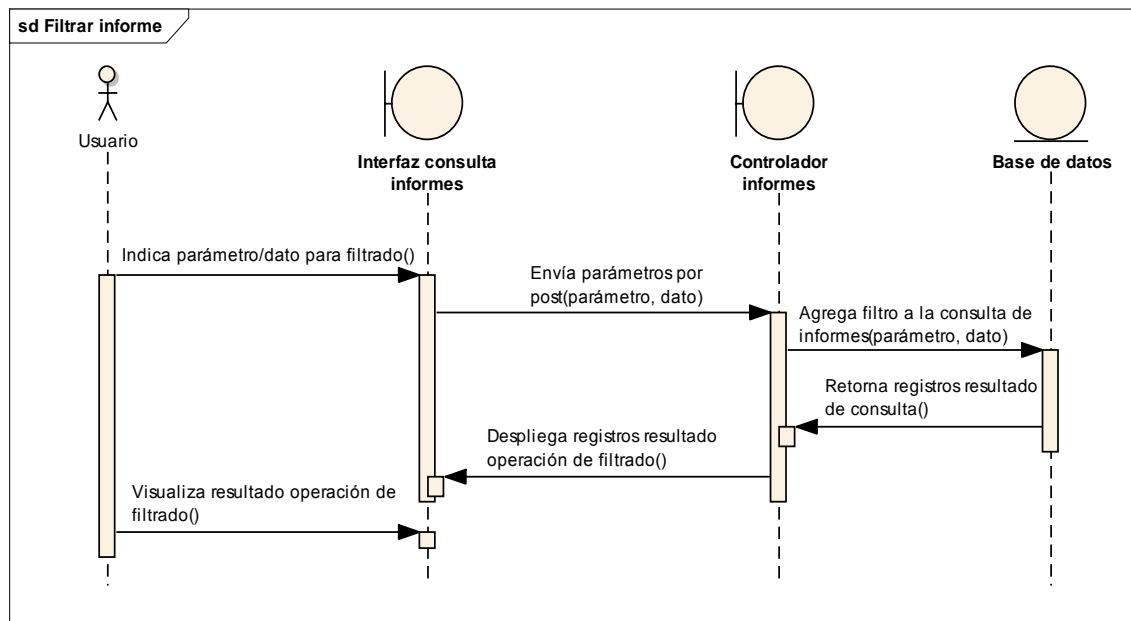 sd Filtrar informe
Usuario
Interfaz consulta
informes
Controlador
informes
Base de datos
Indica parámetro/dato para filtrado()
Envía parámetros por
post(parámetro, dato)
Agrega filtro a la consulta de
informes(parámetro, dato)
Retorna registros resultado
de consulta()
Despliega registros resultado
operación de filtrado()
Visualiza resultado operación de
filtrado()